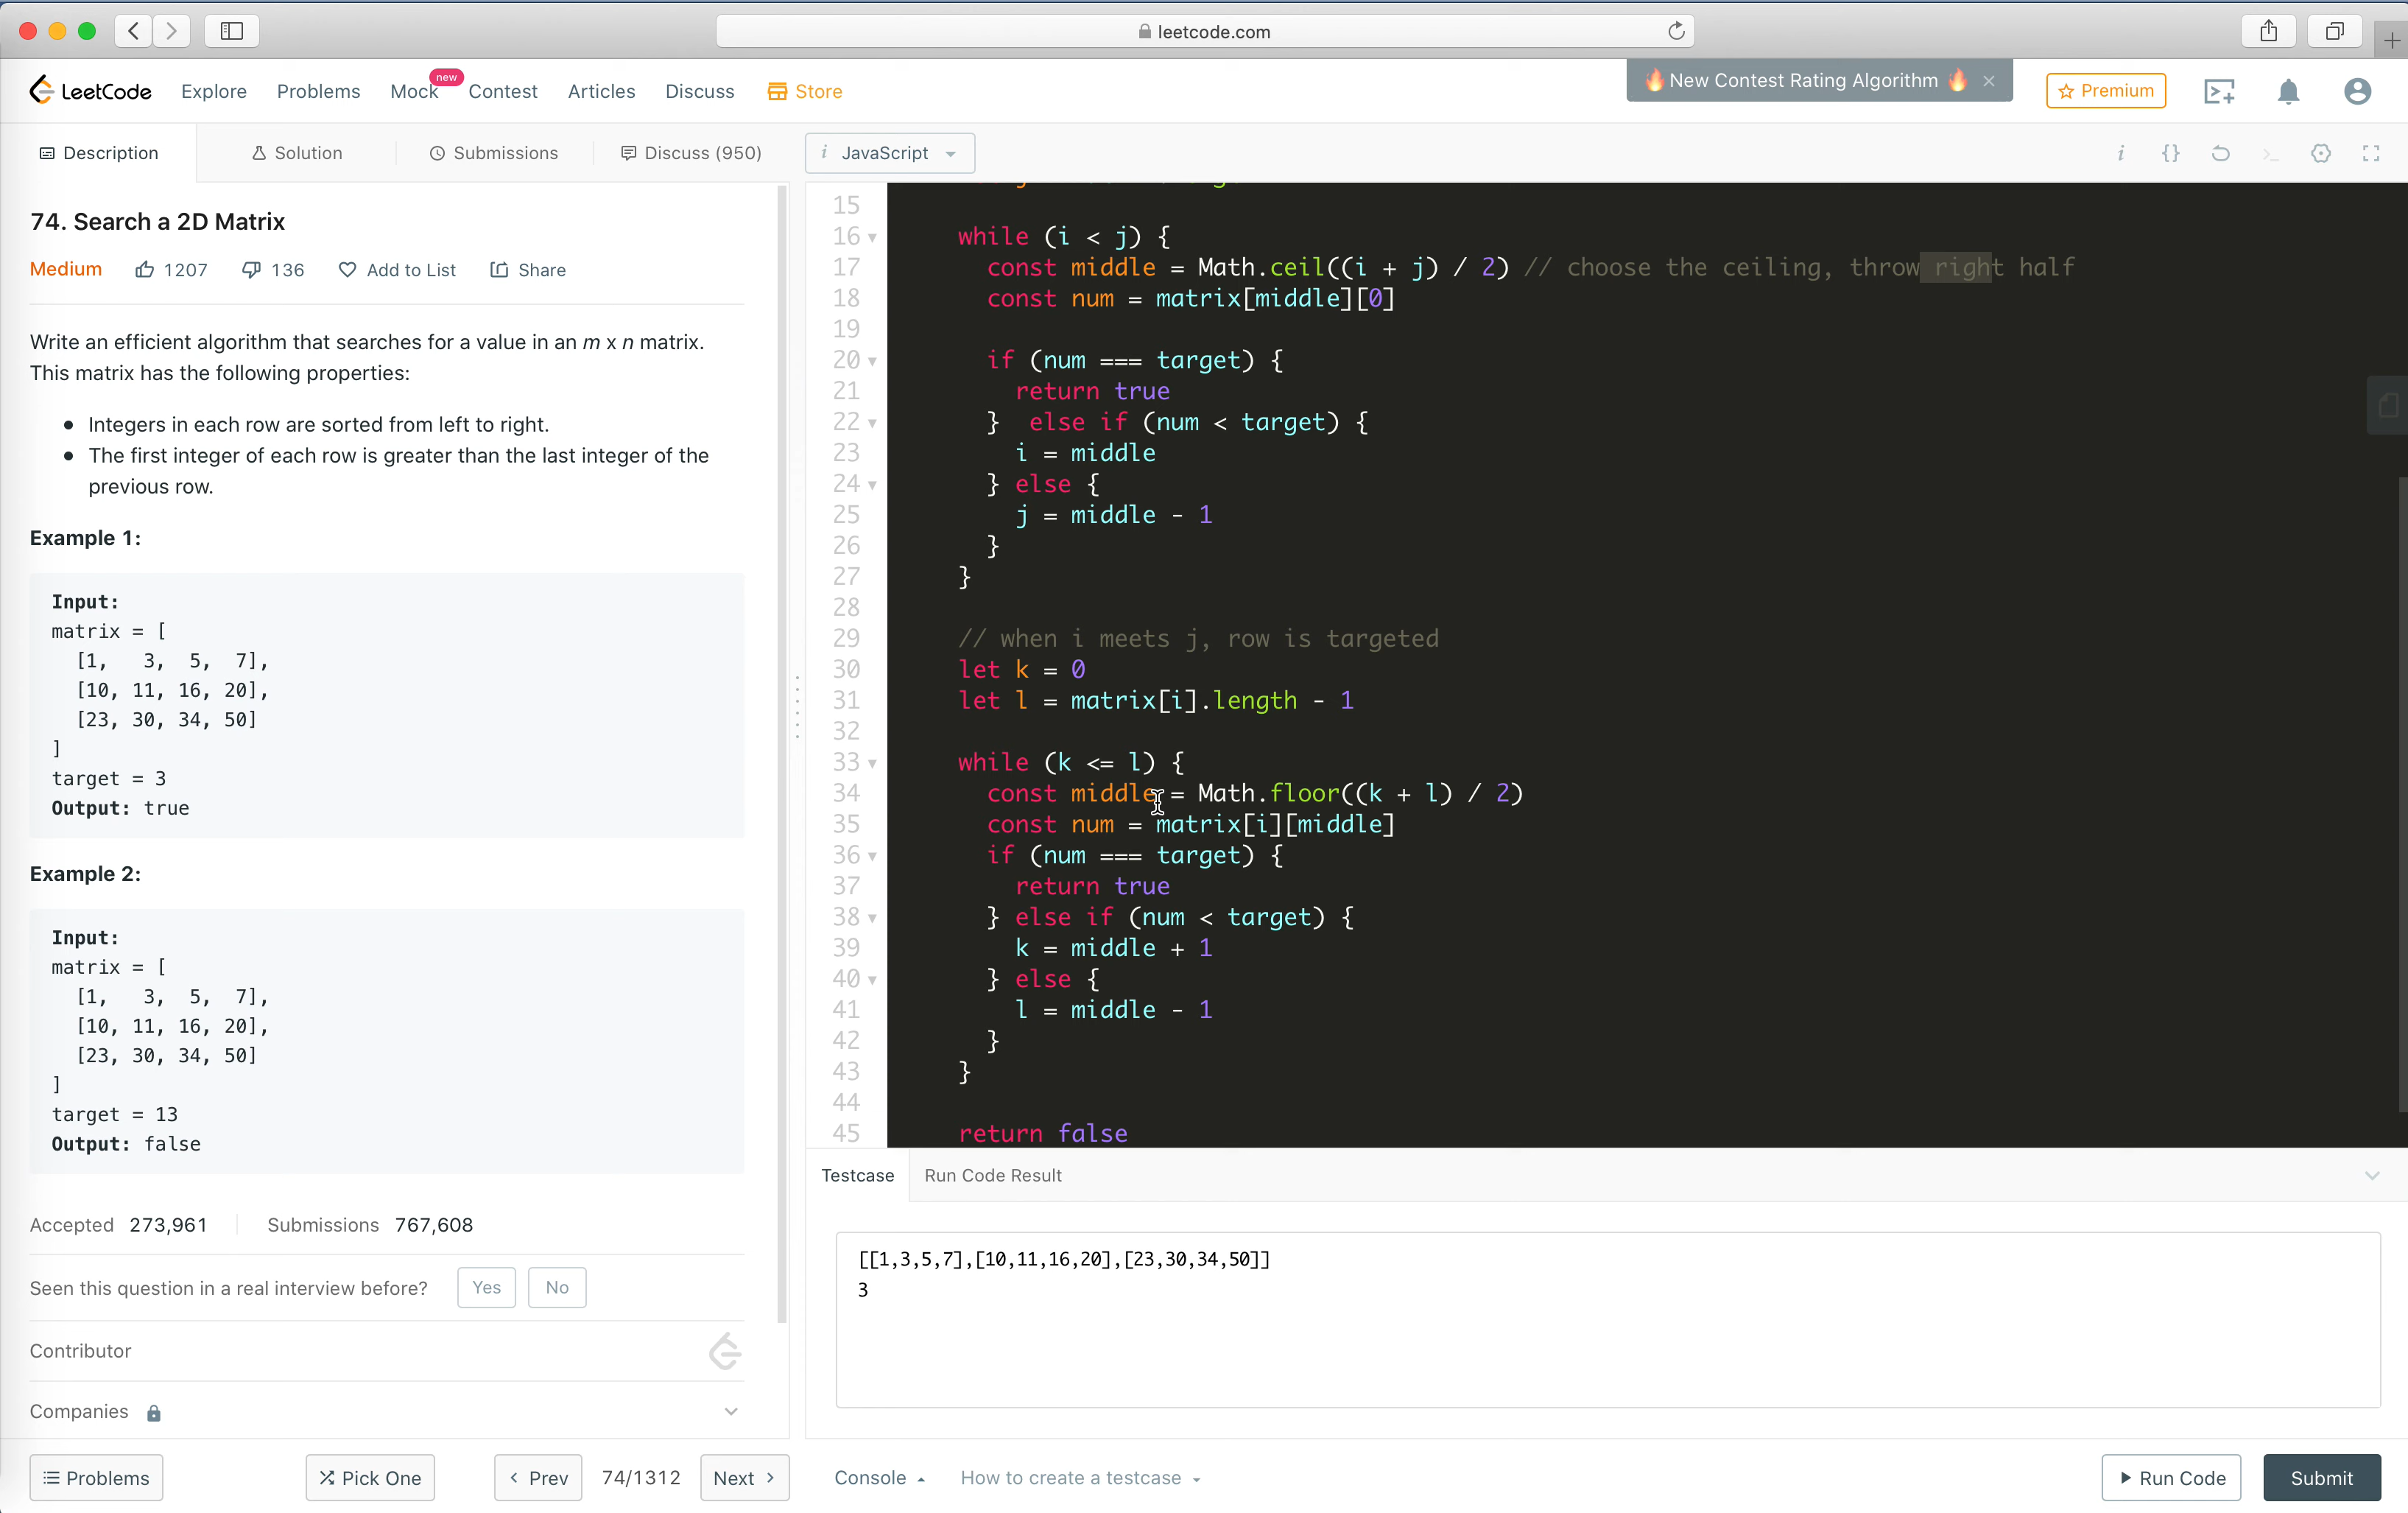 leetcode.com
LeetCode
Explore
Problems
Mock
new
Contest
Articles
Discuss
Store
🔥 New Contest Rating Algorithm 🔥 ×
Premium
Description
Solution
Submissions
Discuss (950)
i JavaScript
74. Search a 2D Matrix
Medium
1207
136
Add to List
Share
Write an efficient algorithm that searches for a value in an m x n matrix.
This matrix has the following properties:
• Integers in each row are sorted from left to right.
• The first integer of each row is greater than the last integer of the
previous row.
Example 1:
Input:
matrix = [
  [1,   3,  5,  7],
  [10, 11, 16, 20],
  [23, 30, 34, 50]
]
target = 3
Output: true
Example 2:
Input:
matrix = [
  [1,   3,  5,  7],
  [10, 11, 16, 20],
  [23, 30, 34, 50]
]
target = 13
Output: false
Accepted 273,961
Submissions 767,608
Seen this question in a real interview before?
Yes
No
Contributor
Companies
Problems
Pick One
Prev
74/1312
Next
15
16 while (i < j) {
17 const middle = Math.ceil((i + j) / 2) // choose the ceiling, throw right half
18 const num = matrix[middle][0]
19
20 if (num === target) {
21 return true
22 }  else if (num < target) {
23 i = middle
24 } else {
25 j = middle - 1
26 }
27 }
28
29 // when i meets j, row is targeted
30 let k = 0
31 let l = matrix[i].length - 1
32
33 while (k <= l) {
34 const middle = Math.floor((k + l) / 2)
35 const num = matrix[i][middle]
36 if (num === target) {
37 return true
38 } else if (num < target) {
39 k = middle + 1
40 } else {
41 l = middle - 1
42 }
43 }
44
45 return false
Testcase
Run Code Result
[[1,3,5,7],[10,11,16,20],[23,30,34,50]]
3
Console
How to create a testcase
Run Code
Submit